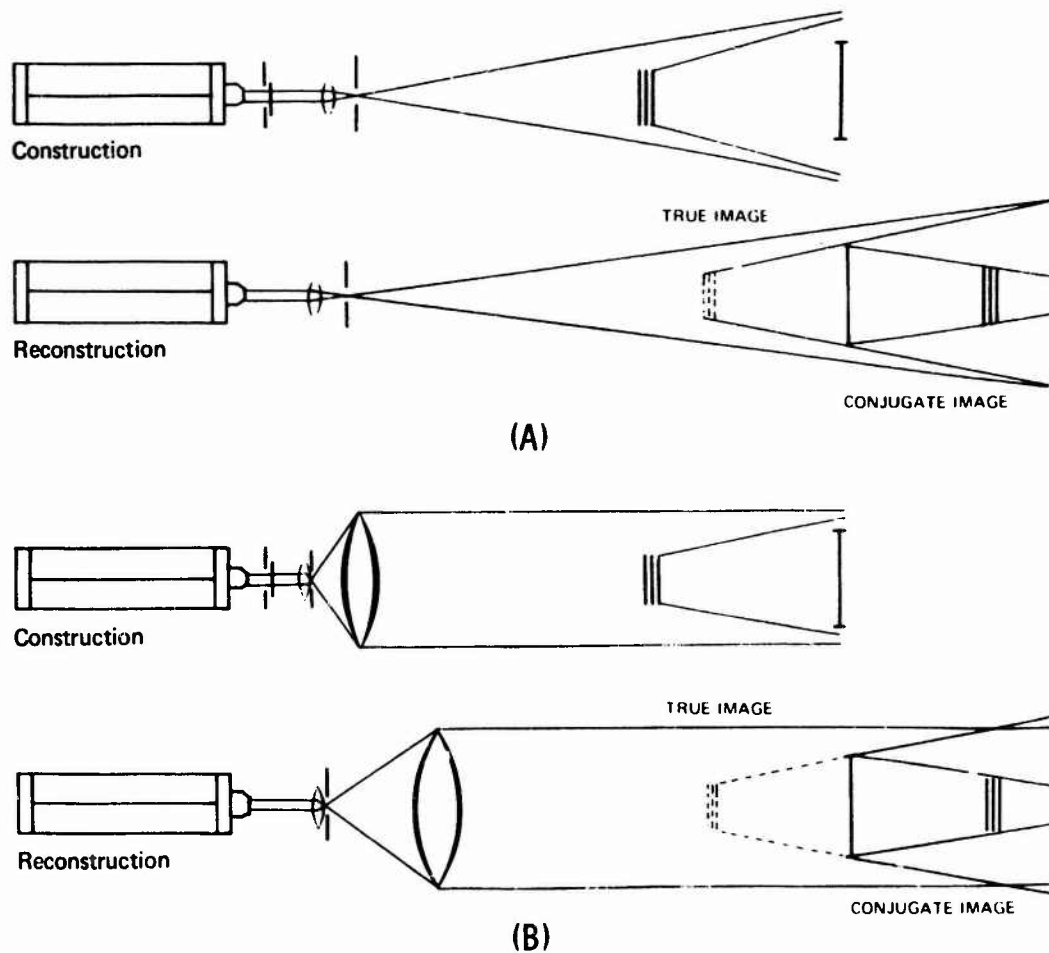 Construction
TRUE IMAGE
Reconstruction
CONJUGATE IMAGE
(A)
Construction
TRUE IMAGE
Reconstruction
CONJUGATE IMAGE
(B)